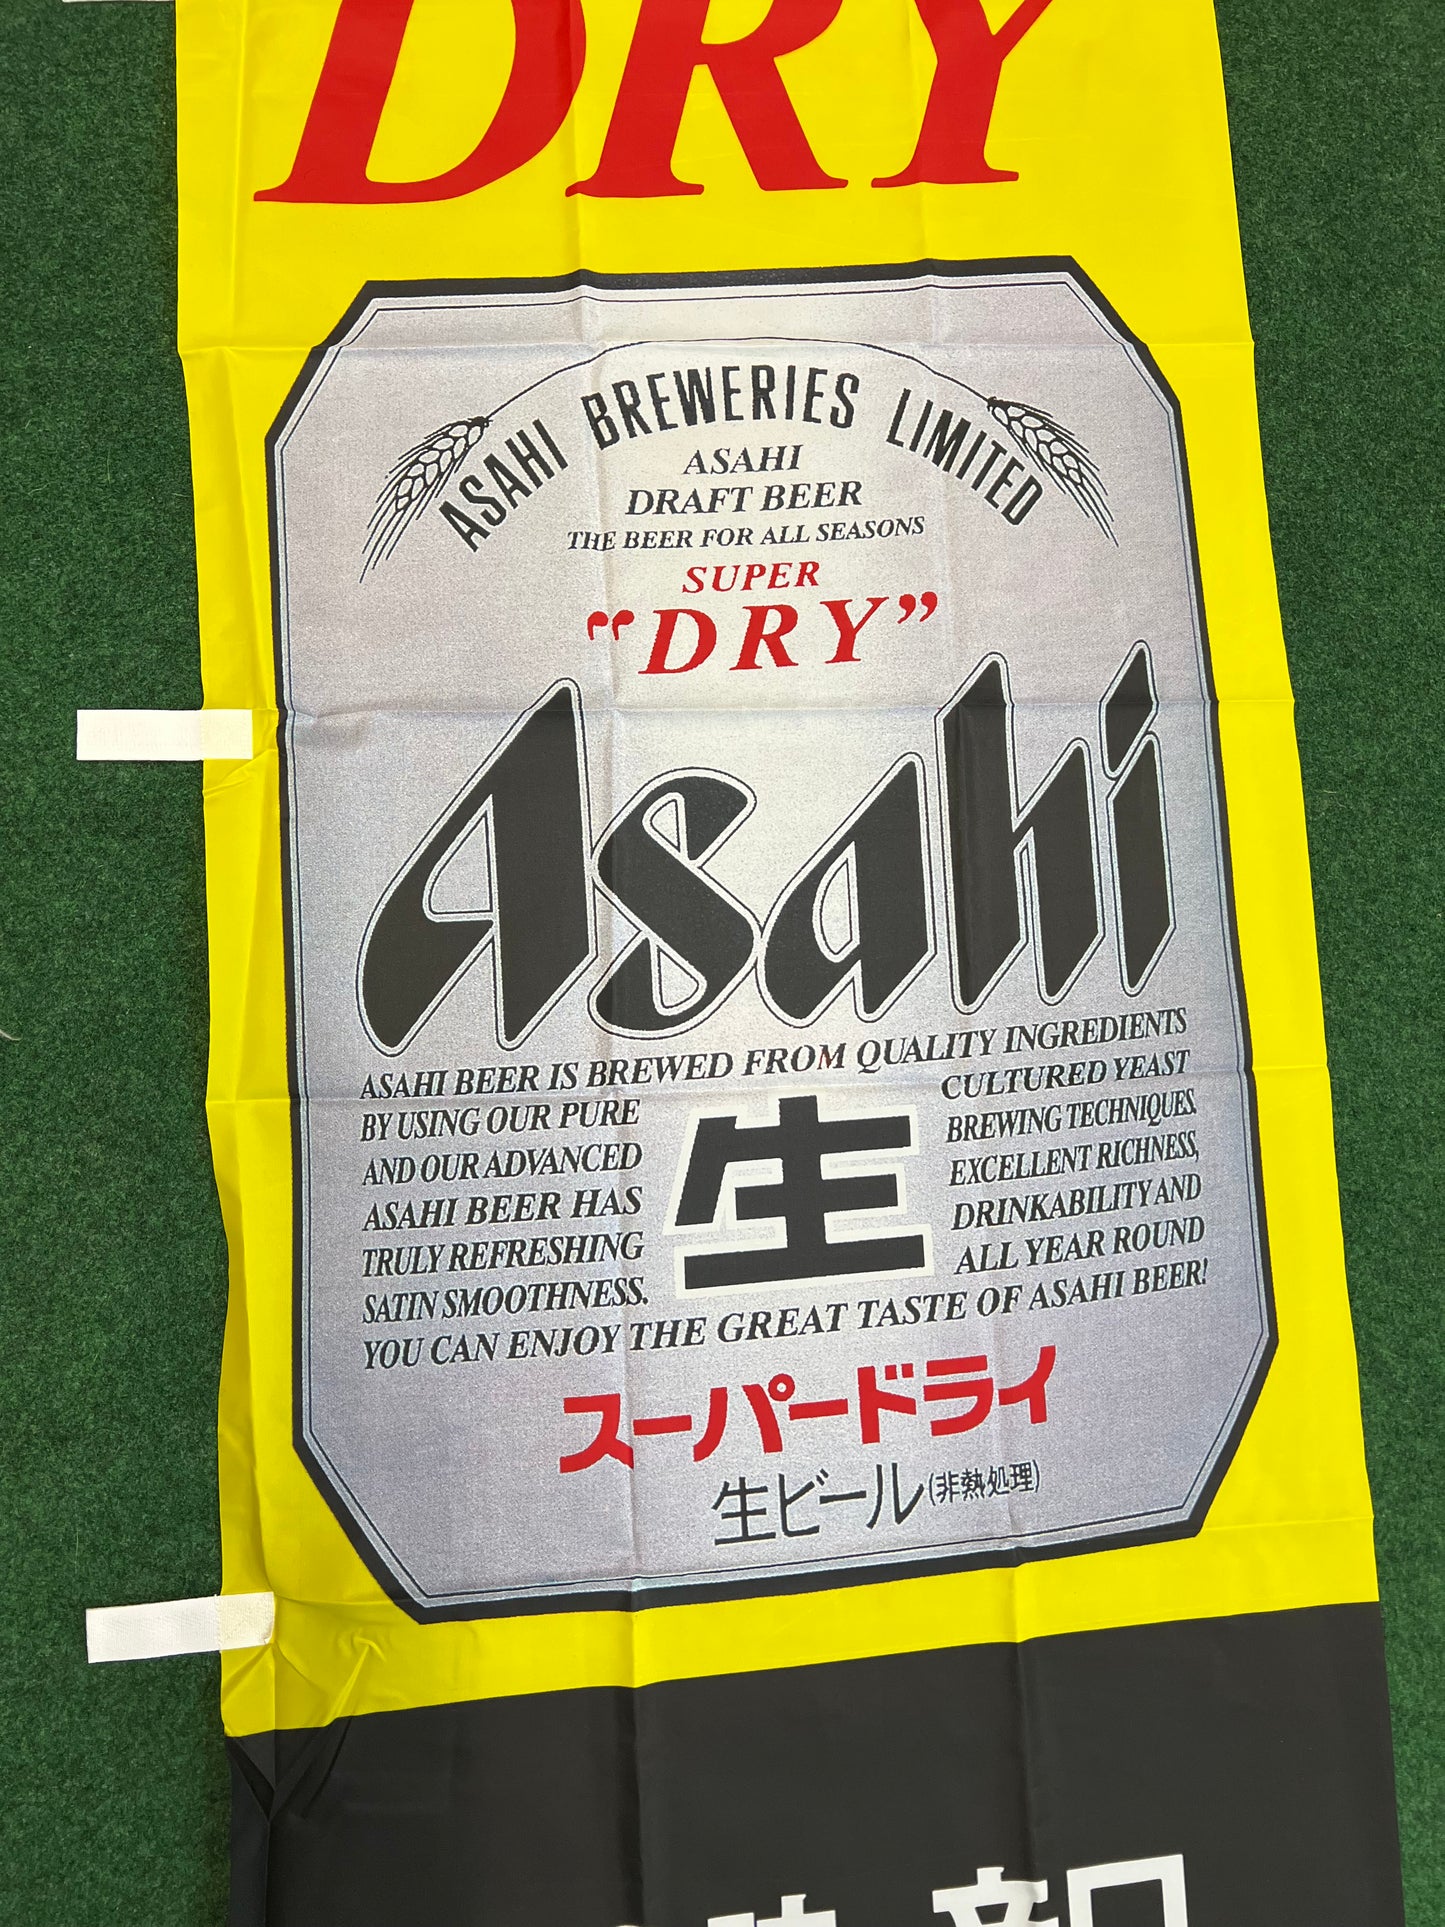 DRY
ASAHI BREWERIES LIMITED
ASAHI
DRAFT BEER
THE BEER FOR ALL SEASONS
SUPER
“DRY”
Asahi
ASAHI BEER IS BREWED FROM QUALITY INGREDIENTS
BY USING OUR PURE CULTURED YEAST
AND OUR ADVANCED BREWING TECHNIQUES.
ASAHI BEER HAS EXCELLENT RICHNESS,
TRULY REFRESHING DRINKABILITY AND
SATIN SMOOTHNESS. ALL YEAR ROUND
YOU CAN ENJOY THE GREAT TASTE OF ASAHI BEER!
生
スーパードライ
生ビール(非熱処理)
辛口